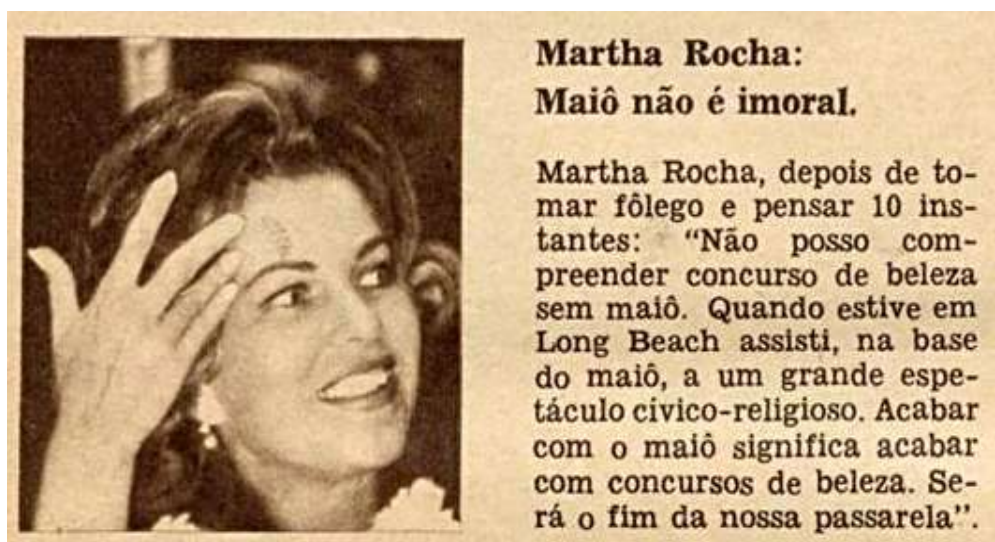 Martha Rocha:
Maiô não é imoral.
Martha Rocha, depois de to-
mar fôlego e pensar 10 ins-
tantes: “Não posso com-
preender concurso de beleza
sem maiô. Quando estive em
Long Beach assisti, na base
do maiô, a um grande espe-
táculo cívico-religioso. Acabar
com o maiô significa acabar
com concursos de beleza. Se-
rá o fim da nossa passarela”.